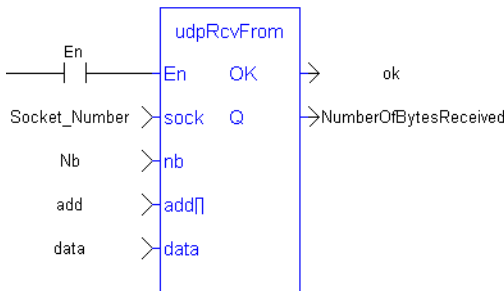 udpRcvFrom
En
En OK ok
Socket_Number sock Q NumberOfBytesReceived
Nb nb
add add[]
data data